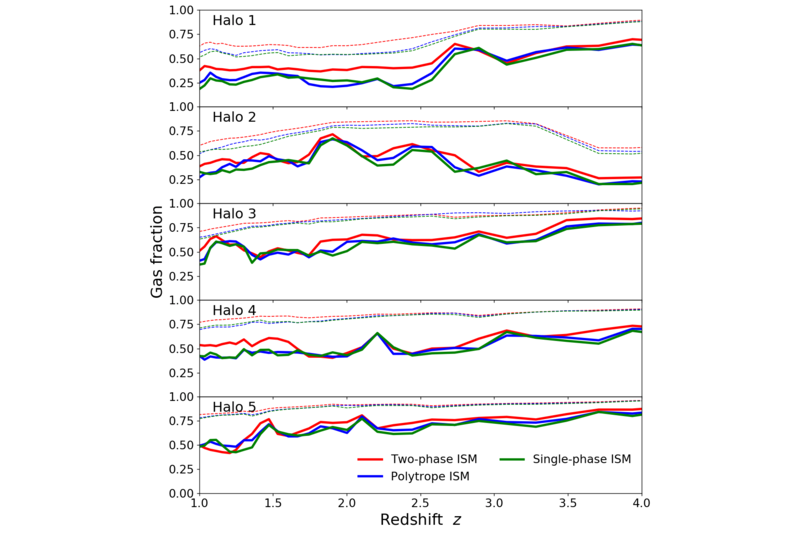 1.00
Halo 1
0.75
0.50
0.25
1.00
Halo 2
0.75
0.50
0.25
1.00
Halo 3
0.75
0.50
0.25
1.00
Halo 4
0.75
0.50
0.25
1.00
Halo 5
0.75
0.50
0.25
0.00
Gas fraction
Two-phase ISM
Single-phase ISM
Polytrope ISM
1.0 1.5 2.0 2.5 3.0 3.5 4.0
Redshift z